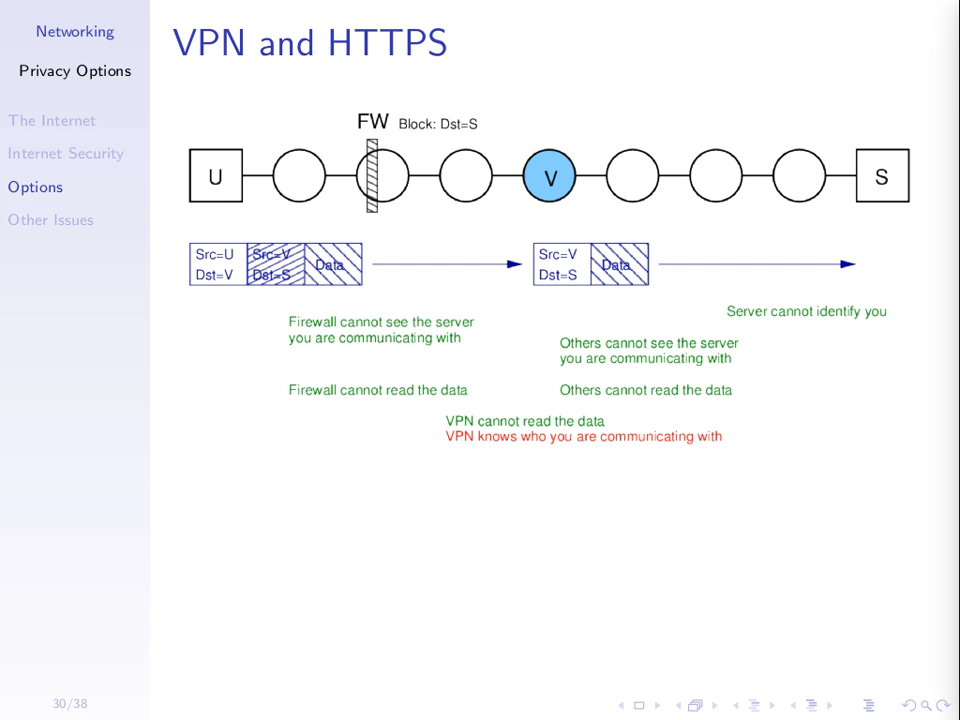 Networking
Privacy Options
The Internet
Internet Security
Options
Other Issues
VPN and HTTPS
FW Block: Dst=S
U
V
S
Src=U
Dst=V
Src=V
Dst=S
Data
Src=V
Dst=S
Data
Server cannot identify you
Firewall cannot see the server
you are communicating with
Others cannot see the server
you are communicating with
Firewall cannot read the data
Others cannot read the data
VPN cannot read the data
VPN knows who you are communicating with
30/38